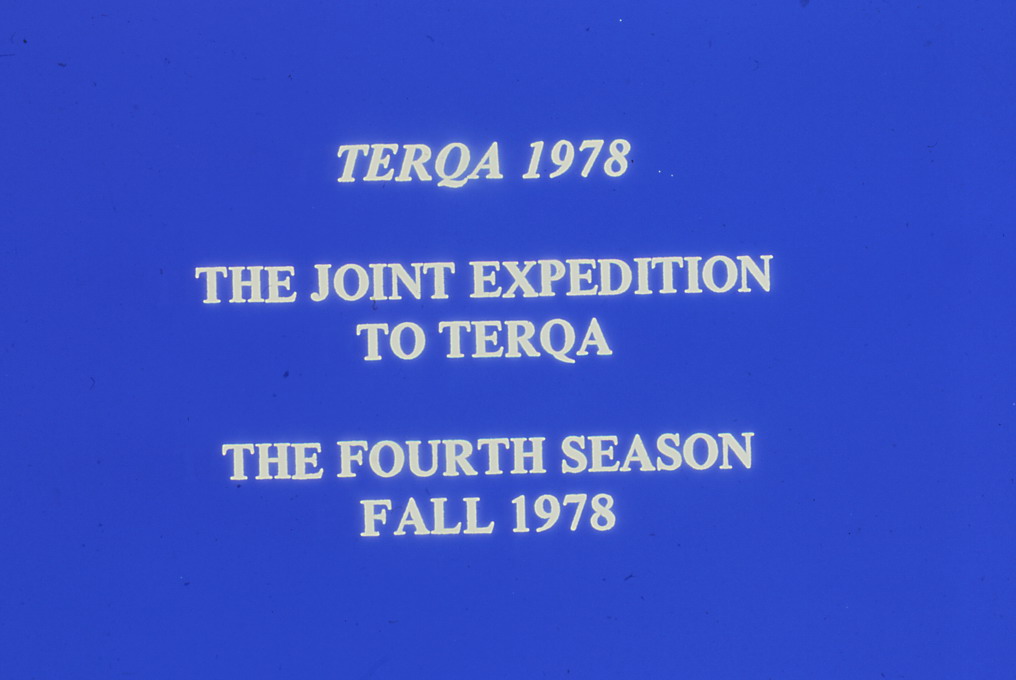 TERQA 1978
THE JOINT EXPEDITION
TO TERQA
THE FOURTH SEASON
FALL 1978